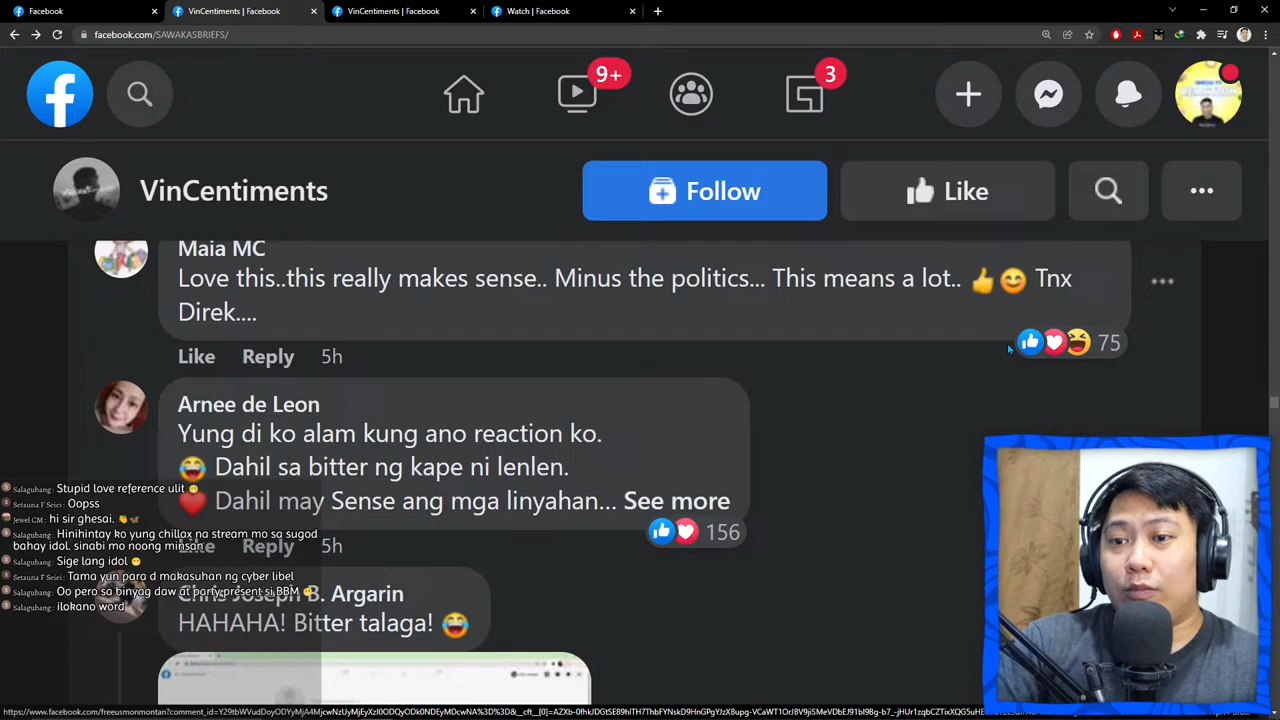 Facebook
VinCentiments | Facebook
VinCentiments | Facebook
Watch | Facebook
facebook.com/SAWAKASBRIEFS/
9+
3
VinCentiments
Follow
Like
Maia MC
Love this..this really makes sense.. Minus the politics... This means a lot.. 👍😊 Tnx
Direk....
75
Like Reply 5h
Arnee de Leon
Yung di ko alam kung ano reaction ko.
😂 Dahil sa bitter ng kape ni lenlen.
❤️ Dahil may Sense ang mga linyahan... See more
156
Like Reply 5h
Chris Joseph B. Argarin
HAHAHA! Bitter talaga! 😂
Salagubang: Stupid love reference ulit
Setsuna F Seiei: Oopss
Jewel CM: hi sir ghesai.
Salagubang: Hinihintay ko yung chillax na stream mo sa sugod
bahay idol. sinabi mo noong minsan
Salagubang: Sige lang idol
Setsuna F Seiei: Tama yun para d makasuhan ng cyber libel
Salagubang: Oo pero sa binyag daw at party present si BBM
Salagubang: ilokano word